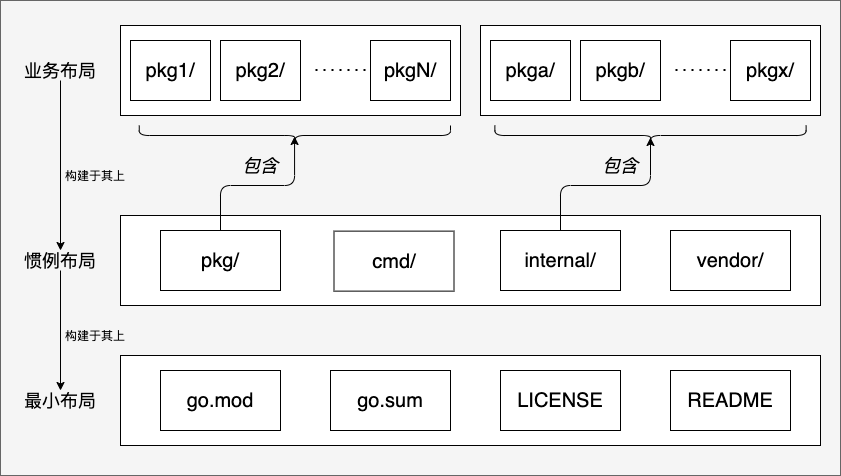 业务布局
pkg1/
pkg2/
·······
pkgN/
pkga/
pkgb/
·······
pkgx/
构建于其上
包含
包含
惯例布局
pkg/
cmd/
internal/
vendor/
构建于其上
最小布局
go.mod
go.sum
LICENSE
README